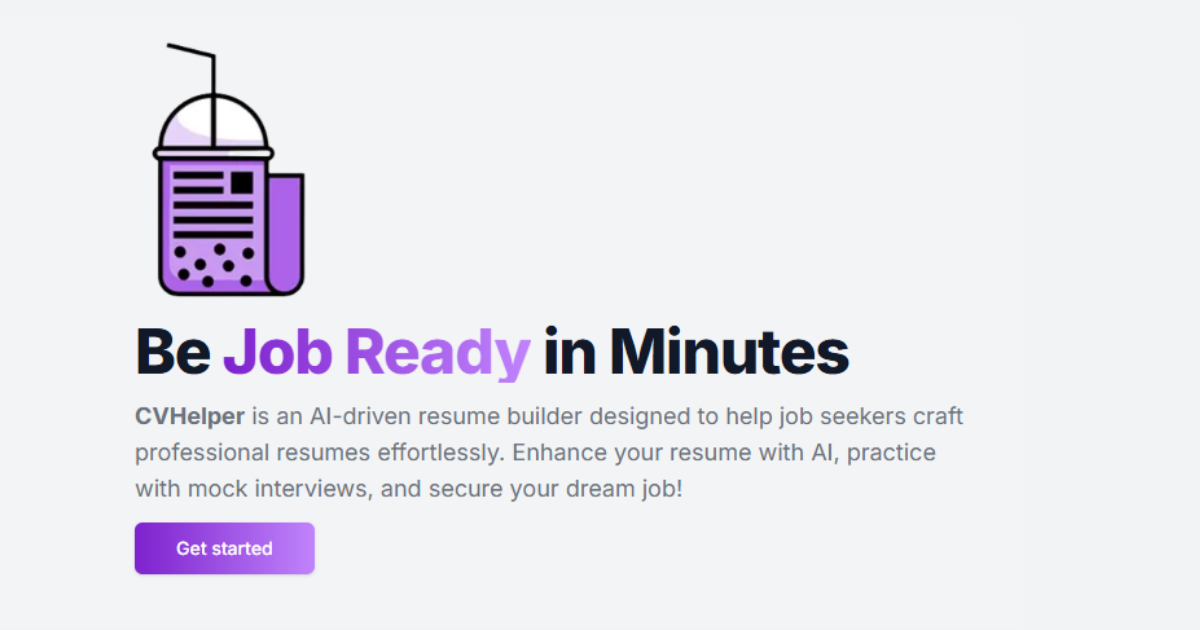 Be Job Ready in Minutes
CVHelper is an AI-driven resume builder designed to help job seekers craft
professional resumes effortlessly. Enhance your resume with AI, practice
with mock interviews, and secure your dream job!
Get started